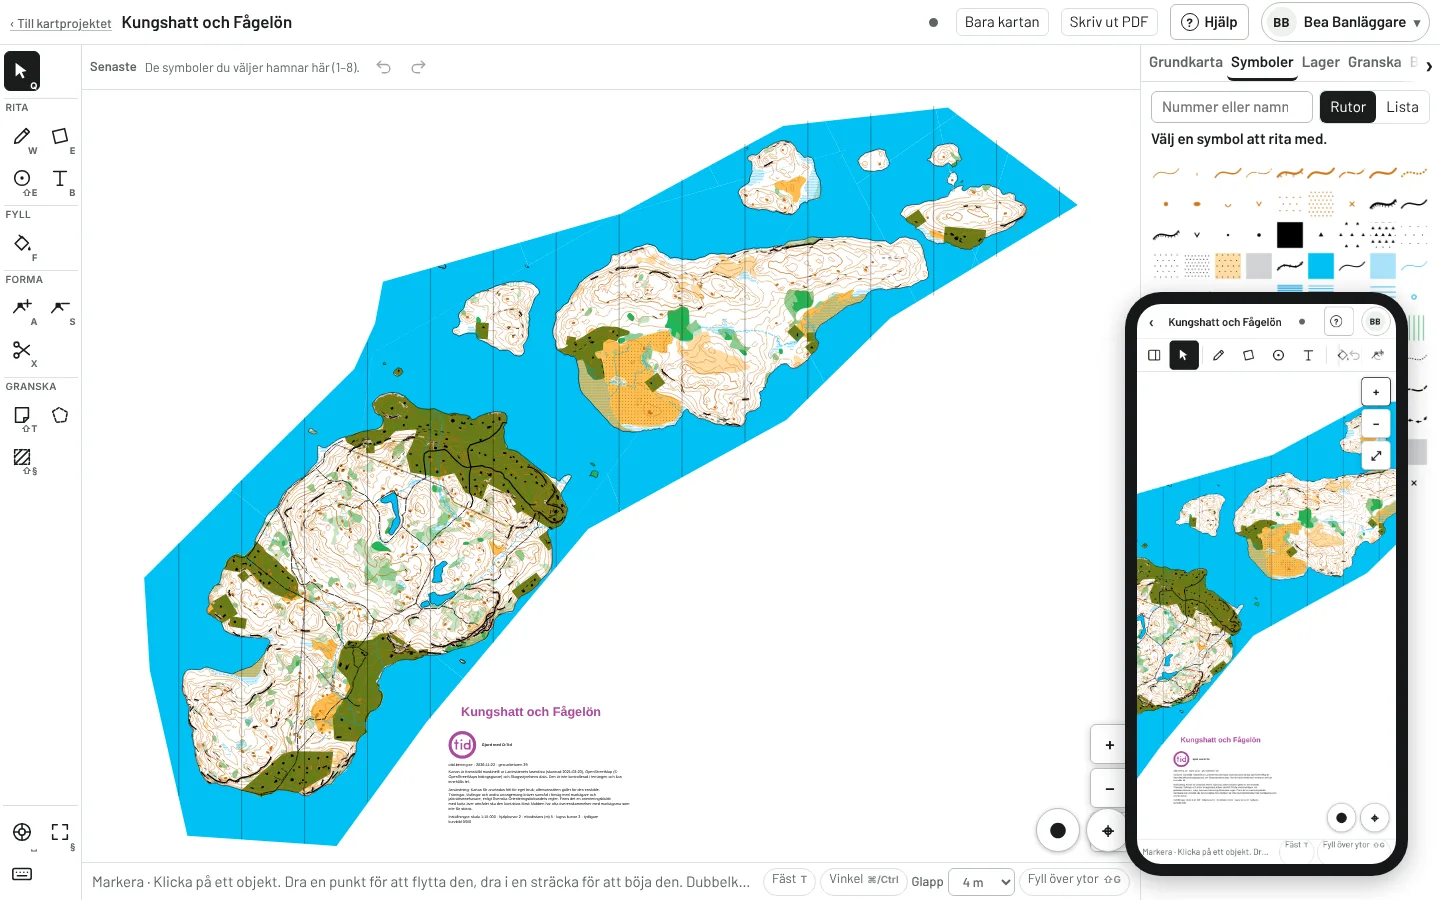 ‹ Till kartprojektet Kungshatt och Fågelön
Bara kartan Skriv ut PDF ? Hjälp BB Bea Banläggare ▾
Q
Senaste De symboler du väljer hamnar här (1–8).
RITA
W E
⇧E B
FYLL
F
FORMA
A S
X
GRANSKA
⇧T
⇧§
§
Grundkarta Symboler Lager Granska B ›
Nummer eller namn Rutor Lista
Välj en symbol att rita med.
Kungshatt och Fågelön
tid
+
−
Markera · Klicka på ett objekt. Dra en punkt för att flytta den, dra i en sträcka för att böja den. Dubbelk...
Fäst T Vinkel ⌘/Ctrl Glapp 4 m Fyll över ytor ⇧G
‹ Kungshatt och Fågelön ? BB
T
+
−
Kungshatt och Fågelön
tid
Markera · Klicka på ett objekt. Dr... Fäst T Fyll över ytor ⇧G